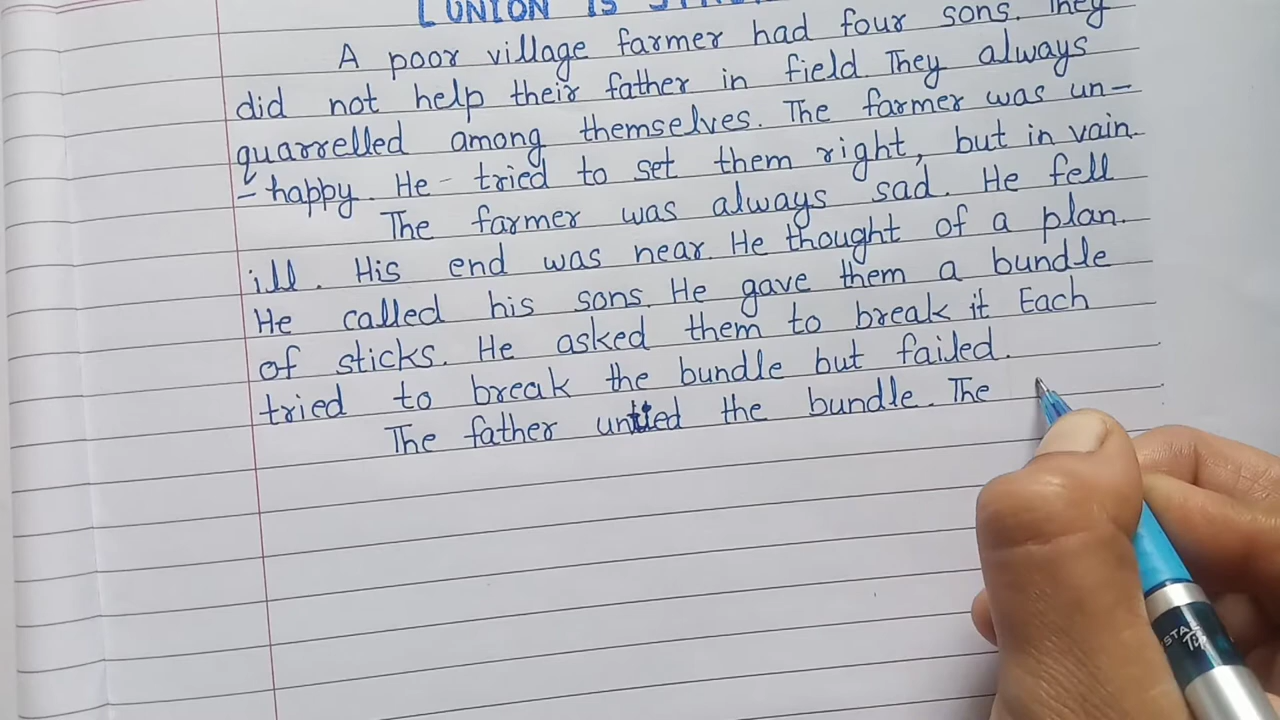 UNION IS
A poor village farmer had four sons. They
did not help their father in field. They always
quarrelled among themselves. The farmer was un-
-happy. He tried to set them right, but in vain.
The farmer was always sad. He fell
ill. His end was near. He thought of a plan.
He called his sons. He gave them a bundle
of sticks. He asked them to break it Each
tried to break the bundle but failed.
The father untied the bundle. The